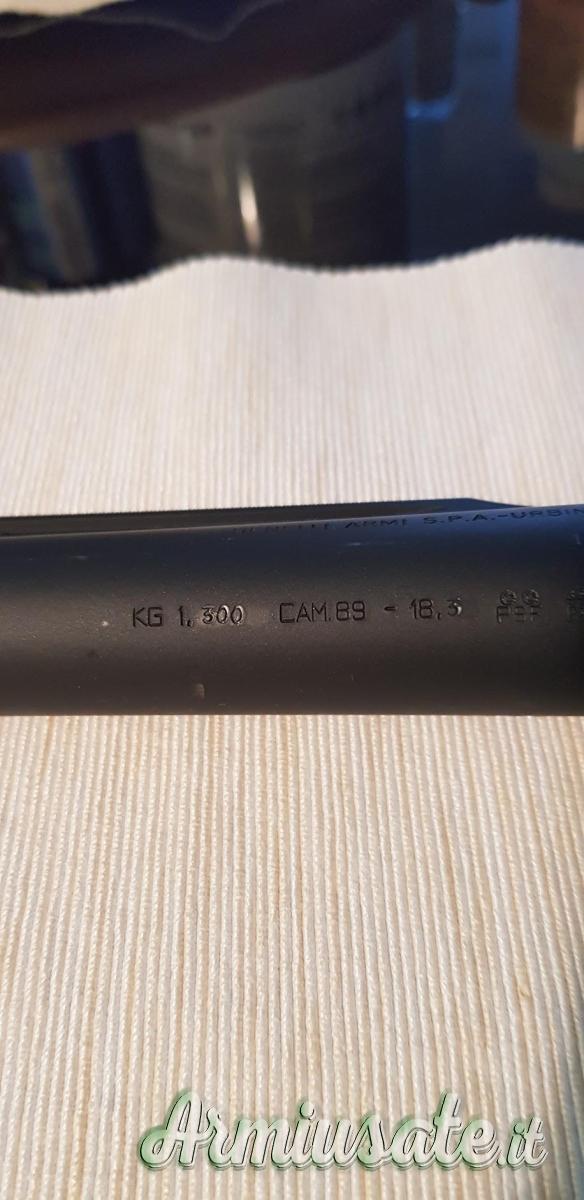 ARMI S.P.A.-URBIN
KG 1,300 CAM.89 - 18,3
Armiusate.it